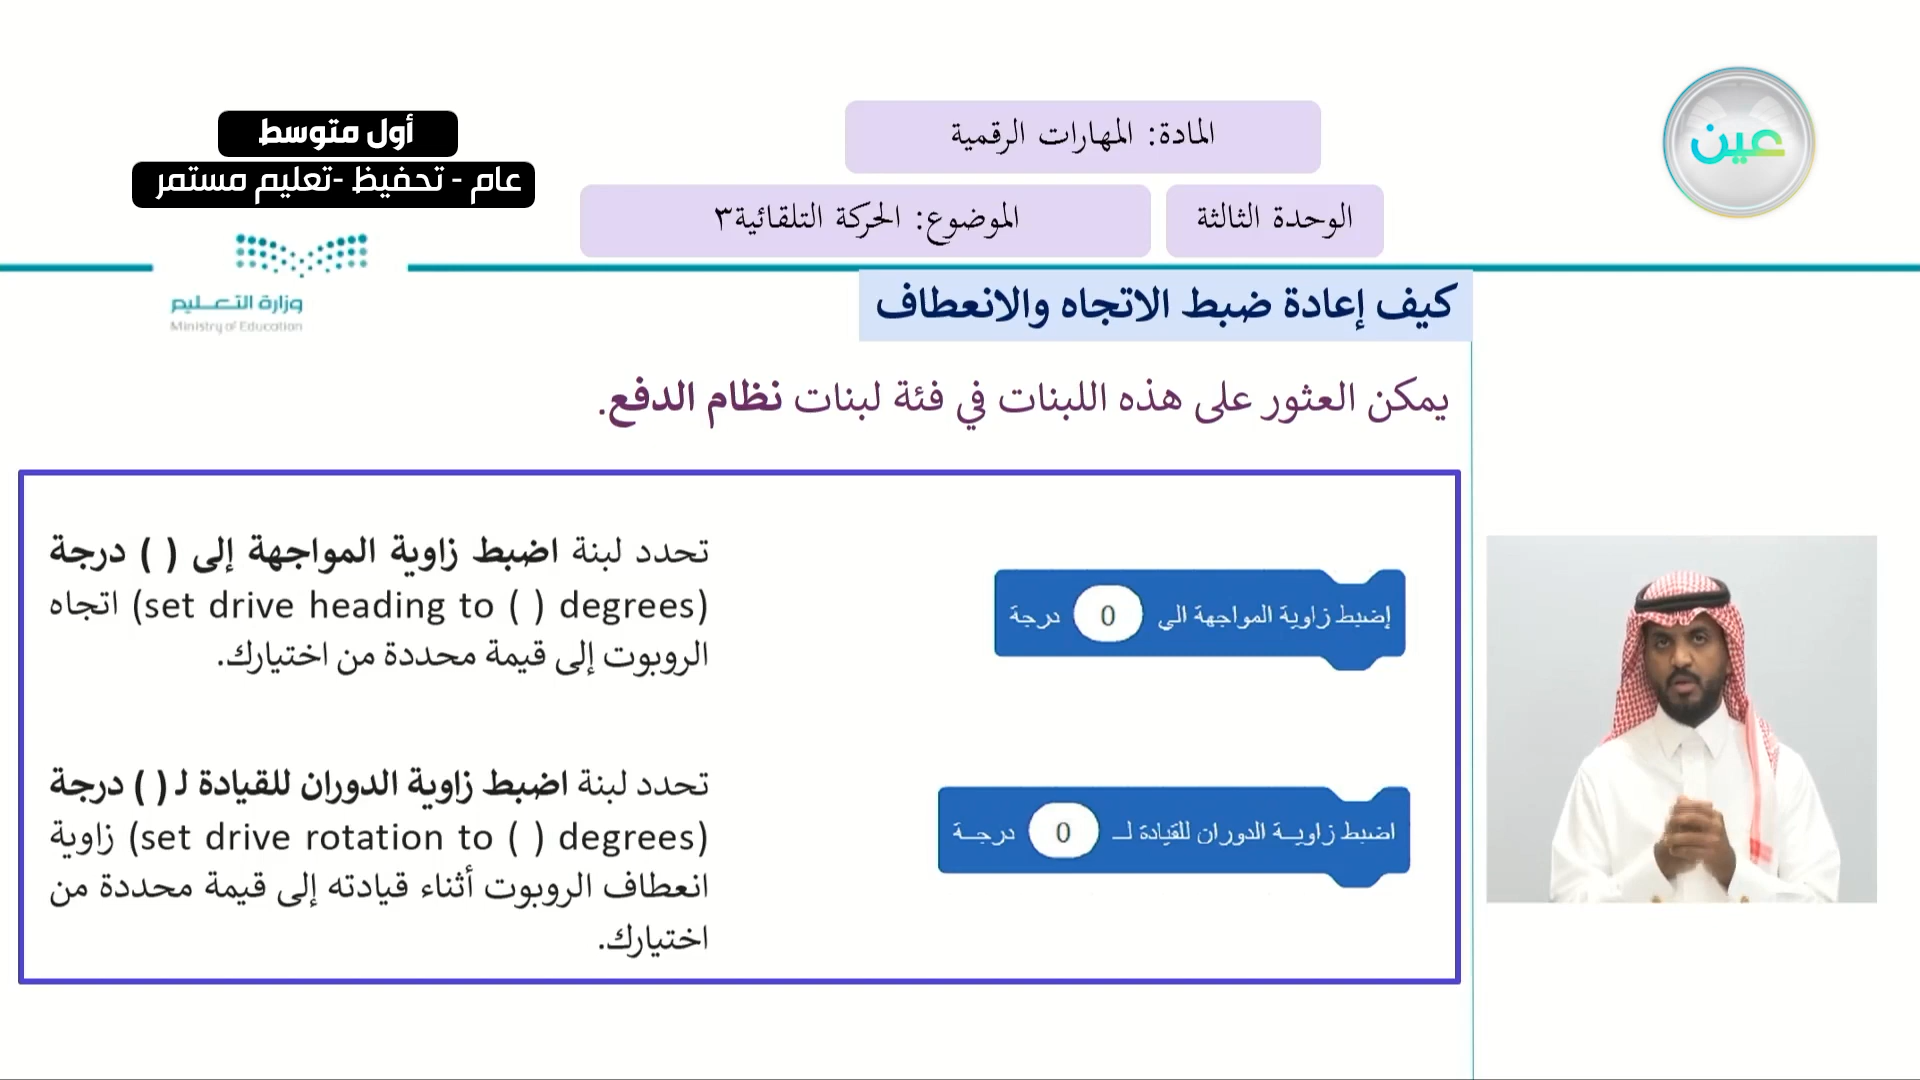 عين
المادة: المهارات الرقمية
الوحدة الثالثة
الموضوع: الحركة التلقائية٣
أول متوسط
عام - تحفيظ -تعليم مستمر
وزارة التعـليم
Ministry of Education
كيف إعادة ضبط الاتجاه والانعطاف
يمكن العثور على هذه اللبنات في فئة لبنات نظام الدفع.
إضبط زاوية المواجهة الي 0 درجة
تحدد لبنة اضبط زاوية المواجهة إلى ( ) درجة
(set drive heading to ( ) degrees) اتجاه
الروبوت إلى قيمة محددة من اختيارك.
اضبط زاويـة الدوران للقيادة لـ 0 درجـة
تحدد لبنة اضبط زاوية الدوران للقيادة لـ ( ) درجة
(set drive rotation to ( ) degrees) زاوية
انعطاف الروبوت أثناء قيادته إلى قيمة محددة من
اختيارك.